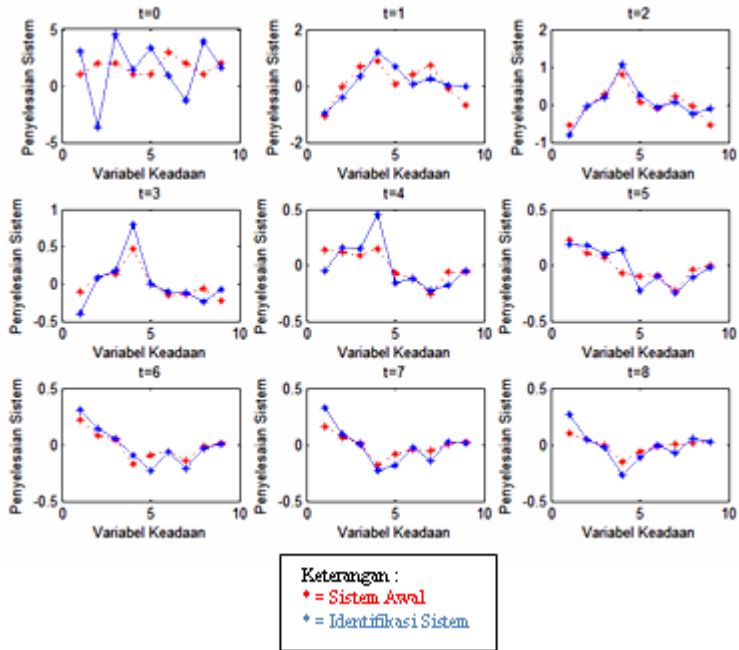 t=0
t=1
t=2
Penyelesaian Sistem
5
0
-5
0
5
10
Variabel Keadaan
Penyelesaian Sistem
2
0
-2
0
5
10
Variabel Keadaan
Penyelesaian Sistem
2
1
0
-1
0
5
10
Variabel Keadaan
t=3
t=4
t=5
Penyelesaian Sistem
1
0.5
0
-0.5
0
5
10
Variabel Keadaan
Penyelesaian Sistem
0.5
0
-0.5
0
5
10
Variabel Keadaan
Penyelesaian Sistem
0.5
0
-0.5
0
5
10
Variabel Keadaan
t=6
t=7
t=8
Penyelesaian Sistem
0.5
0
-0.5
0
5
10
Variabel Keadaan
Penyelesaian Sistem
0.5
0
-0.5
0
5
10
Variabel Keadaan
Penyelesaian Sistem
0.5
0
-0.5
0
5
10
Variabel Keadaan
Keterangan :
* = Sistem Awal
* = Identifikasi Sistem